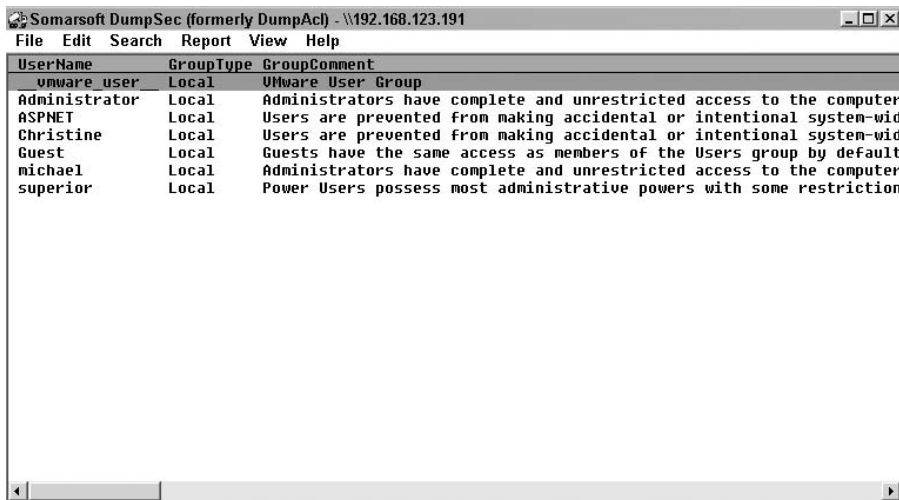 Somarsoft DumpSec (formerly DumpAcl) - \\192.168.123.191
File Edit Search Report View Help
UserName GroupType GroupComment
__vmware_user__ Local VMware User Group
Administrator Local Administrators have complete and unrestricted access to the computer
ASPNET Local Users are prevented from making accidental or intentional system-wid
Christine Local Users are prevented from making accidental or intentional system-wid
Guest Local Guests have the same access as members of the Users group by default
michael Local Administrators have complete and unrestricted access to the computer
superior Local Power Users possess most administrative powers with some restriction